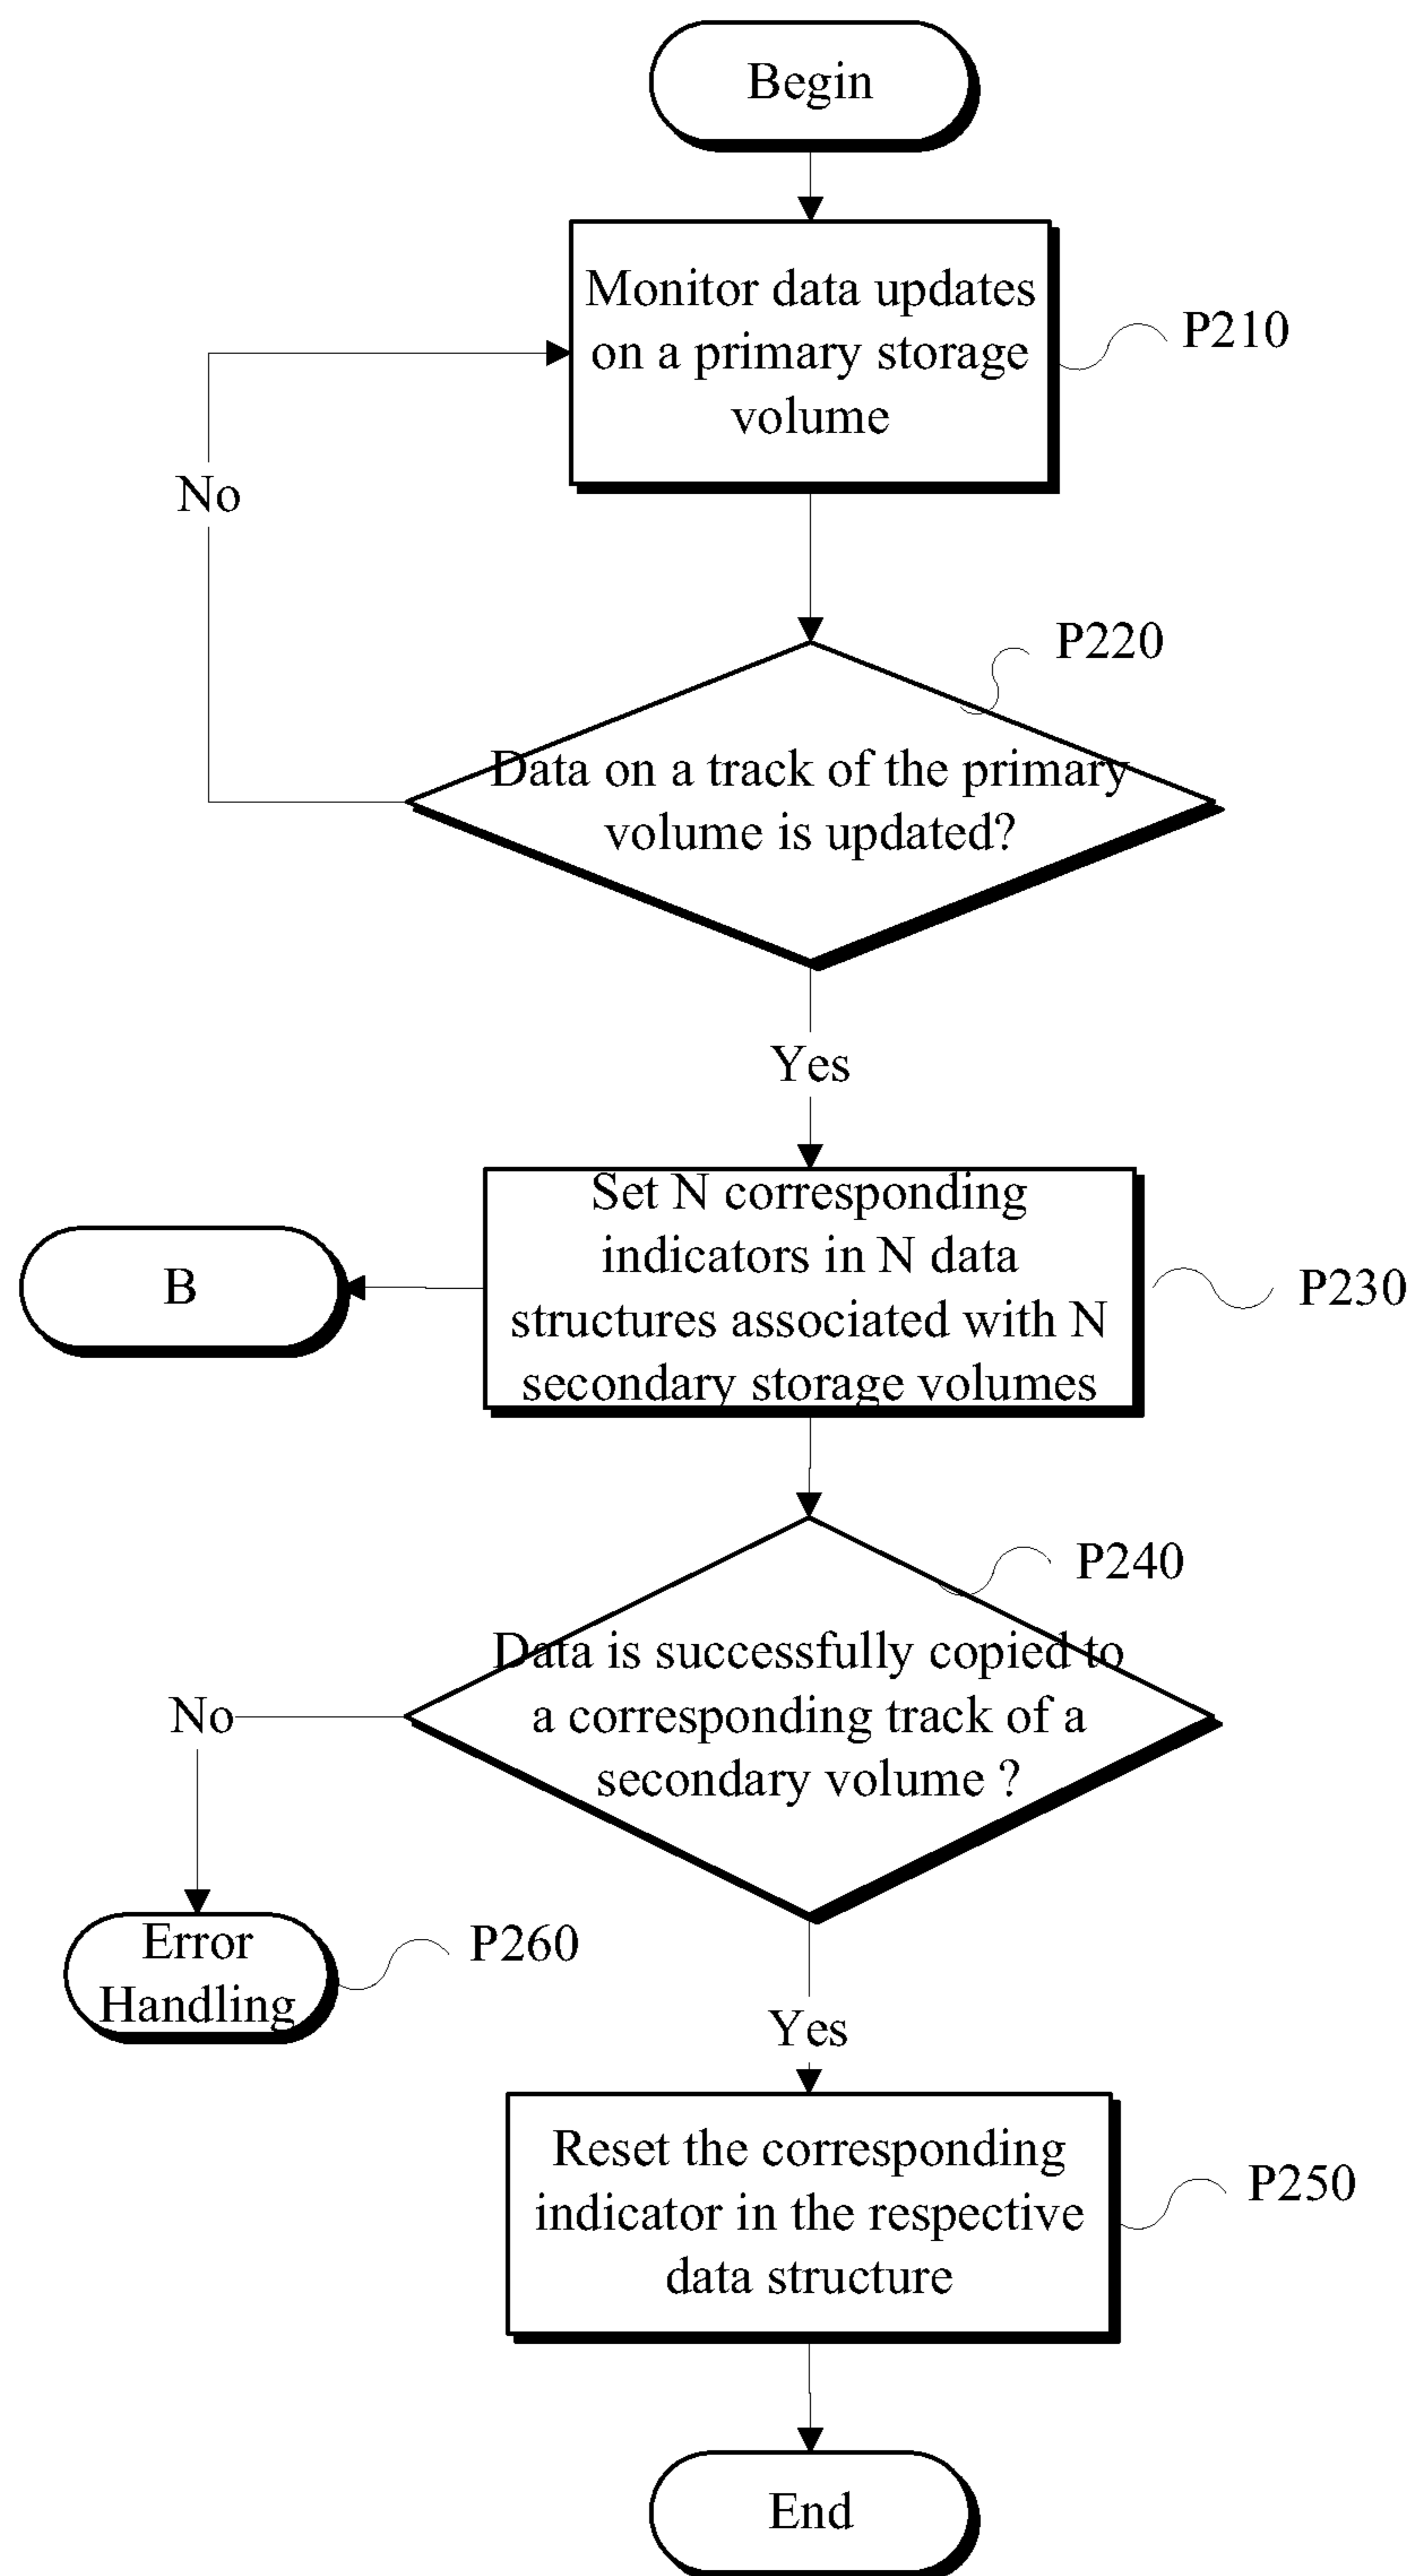 Begin
Monitor data updates
on a primary storage
volume
P210
No
P220
Data on a track of the primary
volume is updated?
Yes
Set N corresponding
indicators in N data
structures associated with N
secondary storage volumes
B
P230
P240
Data is successfully copied to
a corresponding track of a
secondary volume ?
No
Error
Handling
P260
Yes
Reset the corresponding
indicator in the respective
data structure
P250
End